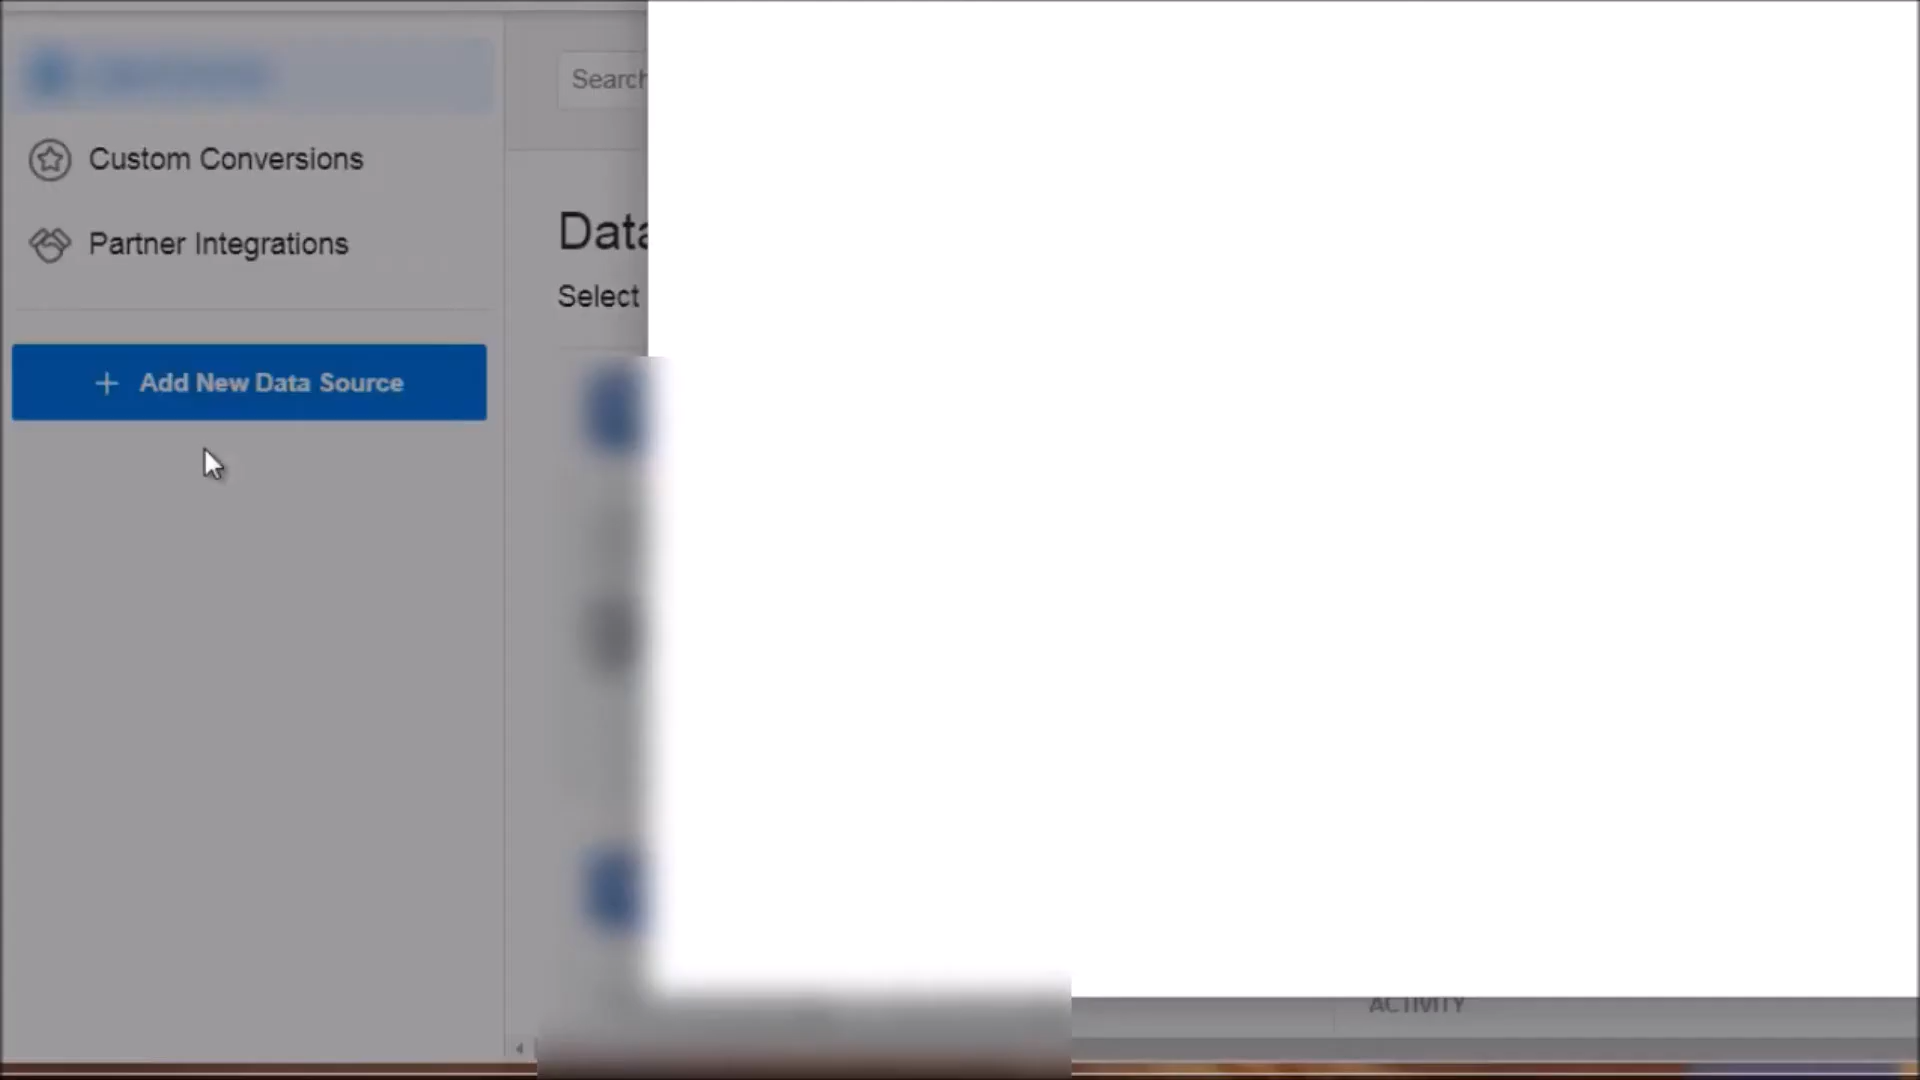 Search
Custom Conversions
Partner Integrations
Data
Select
Add New Data Source
ACTIVITY